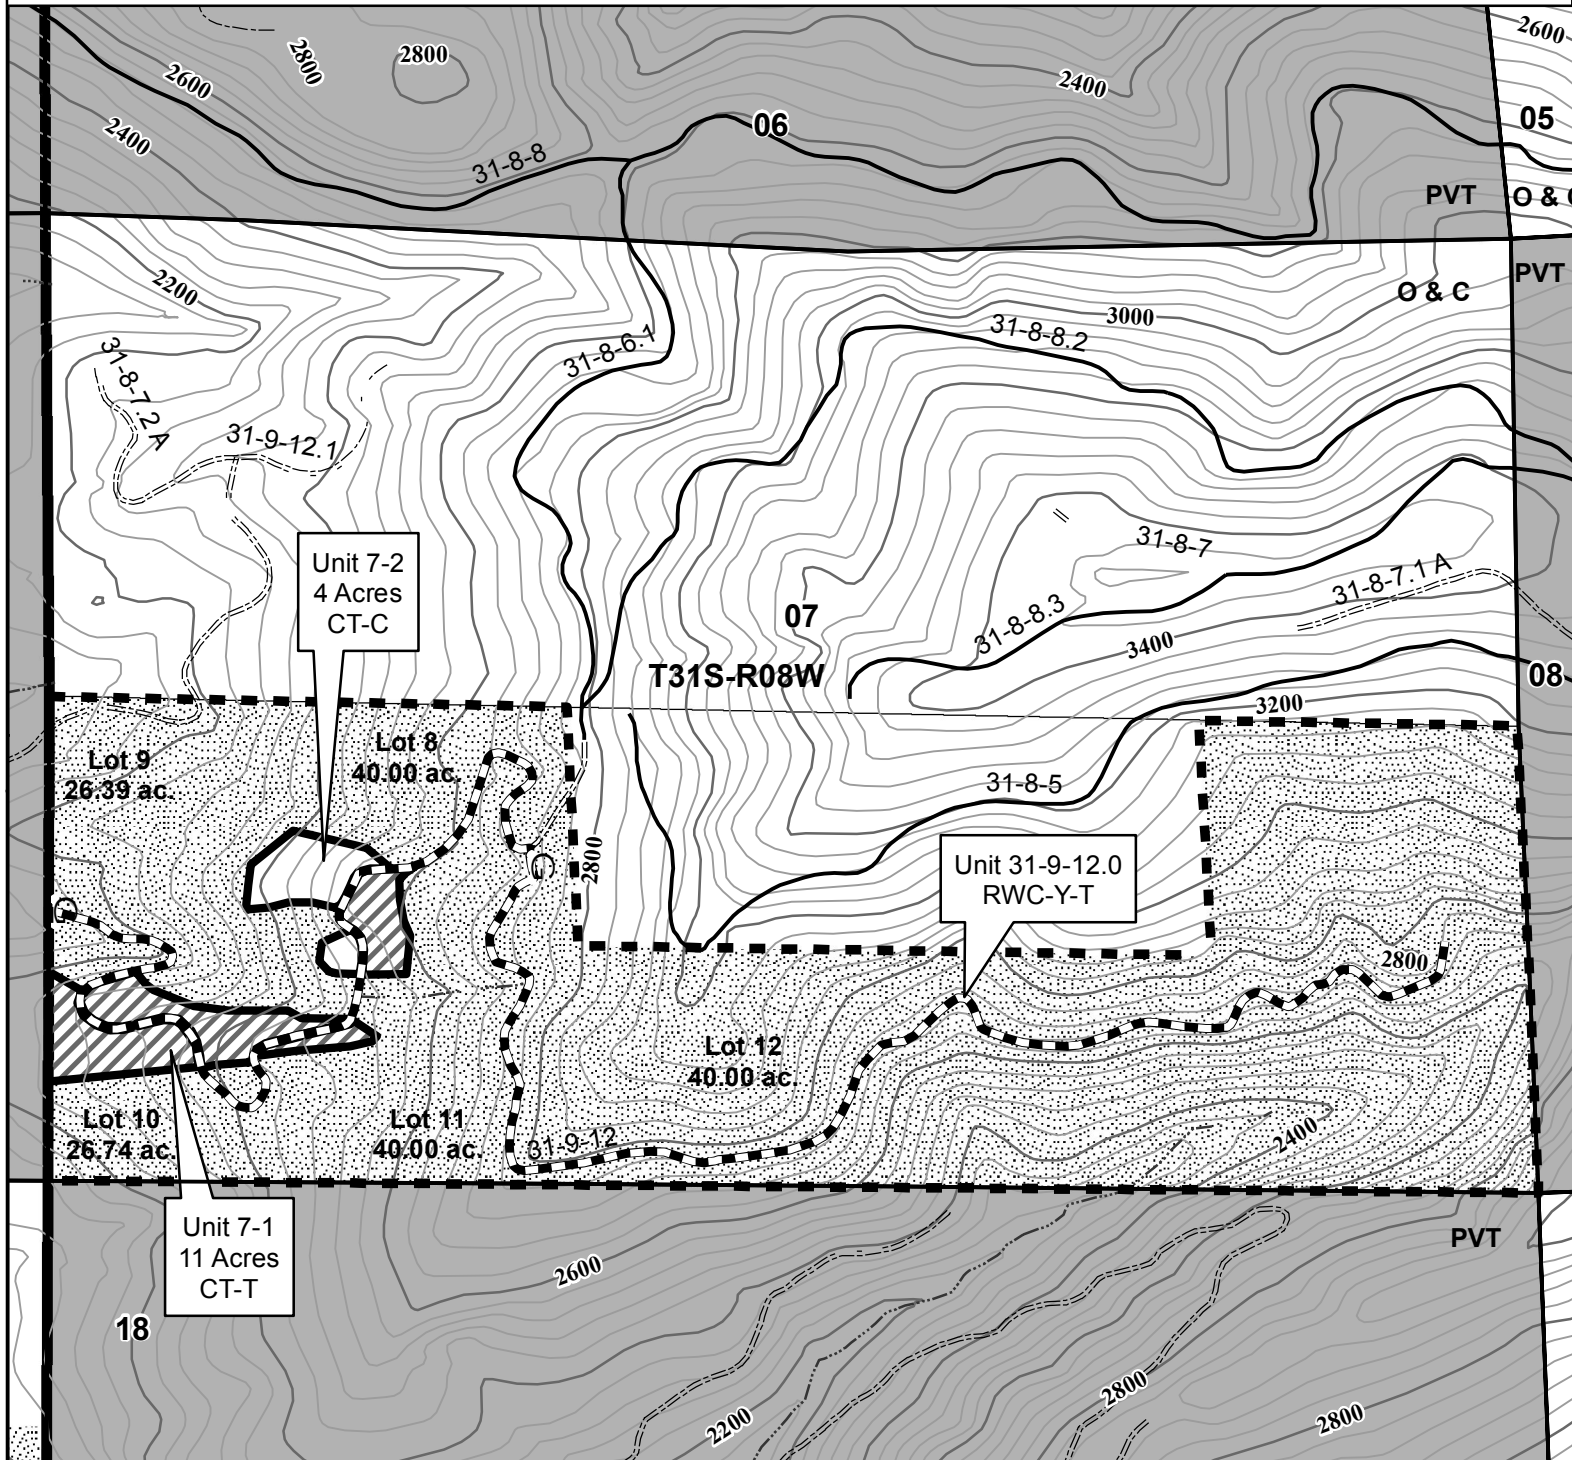 2600
2800
2800
2600
2400
05
2400
06
31-8-8
PVT
O & C
PVT
O & C
2200
3000
31-8-8.2
31-8-6.1
31-8-7.2 A
31-9-12.1
31-8-7
Unit 7-2
4 Acres
CT-C
31-8-7.1 A
07
31-8-8.3
3400
T31S-R08W
08
3200
Lot 8
40.00 ac.
Lot 9
26.39 ac.
31-8-5
2800
Unit 31-9-12.0
RWC-Y-T
G
G
2800
Lot 12
40.00 ac.
Lot 10
26.74 ac.
Lot 11
40.00 ac.
31-9-12
2400
Unit 7-1
11 Acres
CT-T
PVT
2600
18
2800
2200
2800